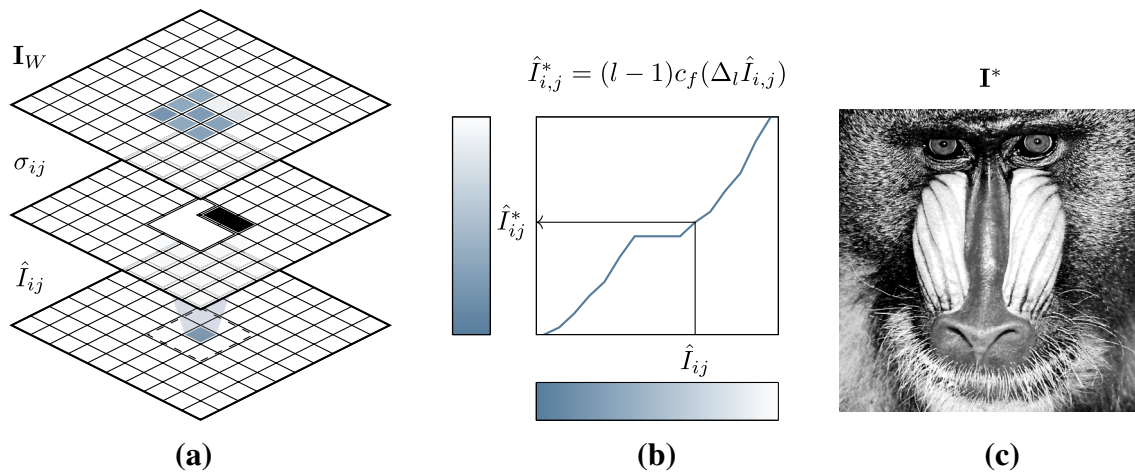 𝐈_W
σ_{ij}
Î_{ij}
(a)
Î^*_{i,j} = (l − 1)c_f(Δ_l Î_{i,j})
Î^*_{ij}
Î_{ij}
(b)
𝐈^*
(c)